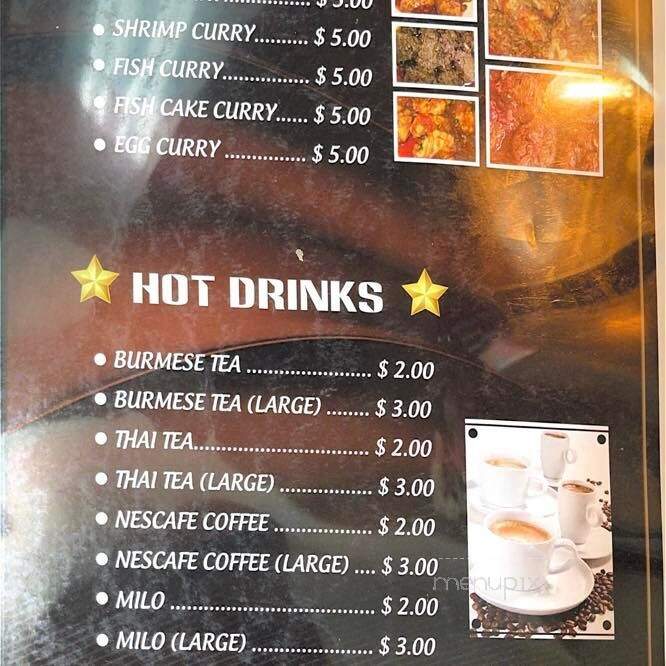 $ 5.00
SHRIMP CURRY.......... $ 5.00
FISH CURRY................ $ 5.00
FISH CAKE CURRY...... $ 5.00
EGG CURRY ............... $ 5.00
HOT DRINKS
BURMESE TEA ...................... $ 2.00
BURMESE TEA (LARGE) ........ $ 3.00
THAI TEA............................... $ 2.00
THAI TEA (LARGE) ................ $ 3.00
NESCAFE COFFEE ................. $ 2.00
NESCAFE COFFEE (LARGE) .... $ 3.00
MILO .................................... $ 2.00
MILO (LARGE) ...................... $ 3.00
menupix